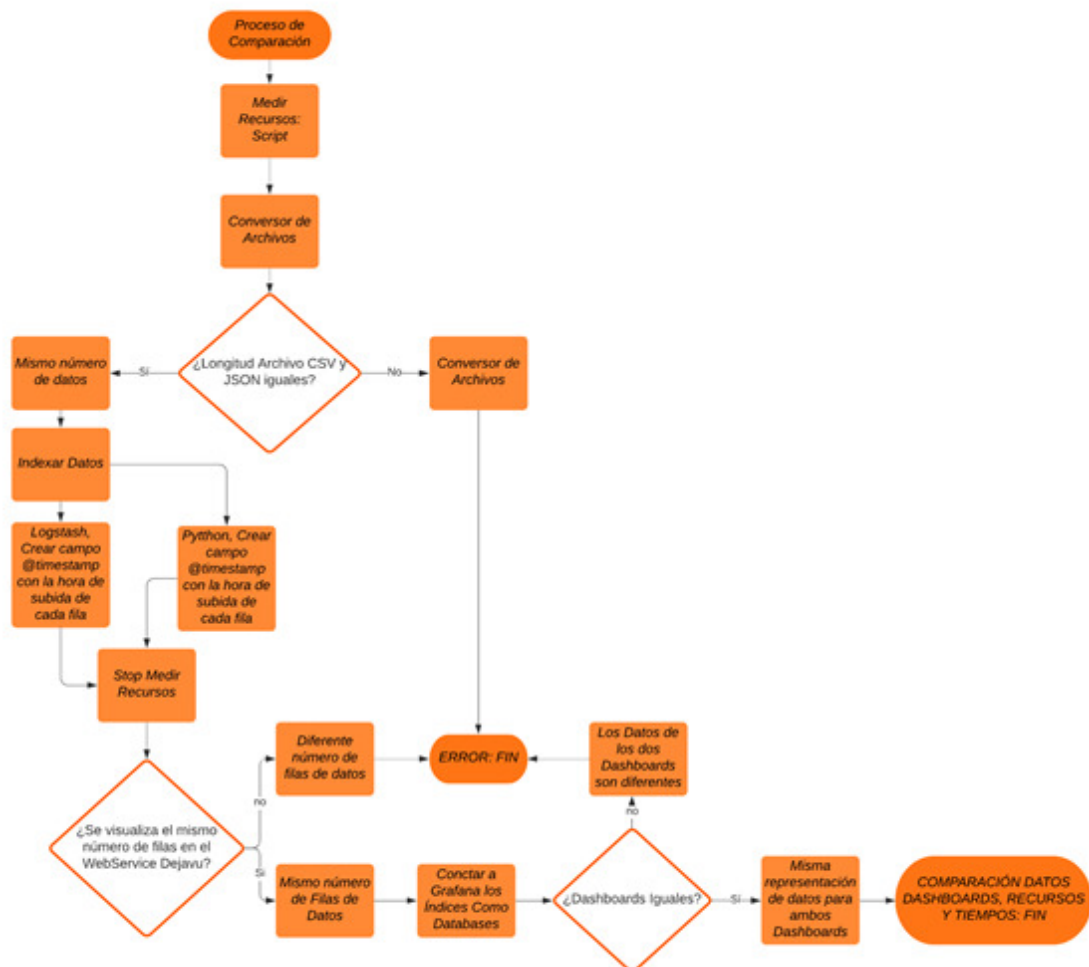 Proceso de
Comparación
Medir
Recursos:
Script
Conversor de
Archivos
¿Longitud Archivo CSV y
JSON iguales?
Sí
No
Mismo número
de datos
Conversor de
Archivos
Indexar Datos
Logstash,
Crear campo
@timestamp
con la hora de
subida de
cada fila
Pytthon, Crear
campo
@timestamp
con la hora de
subida de
cada fila
Stop Medir
Recursos
¿Se visualiza el mismo
número de filas en el
WebService Dejavu?
no
Sí
Diferente
número de
filas de datos
ERROR: FIN
Los Datos de
los dos
Dashboards
son diferentes
no
Mismo número
de Filas de
Datos
Conctar a
Grafana los
Índices Como
Databases
¿Dashboards Iguales?
Sí
Misma
representación
de datos para
ambos
Dashboards
COMPARACIÓN DATOS
DASHBOARDS, RECURSOS
Y TIEMPOS: FIN